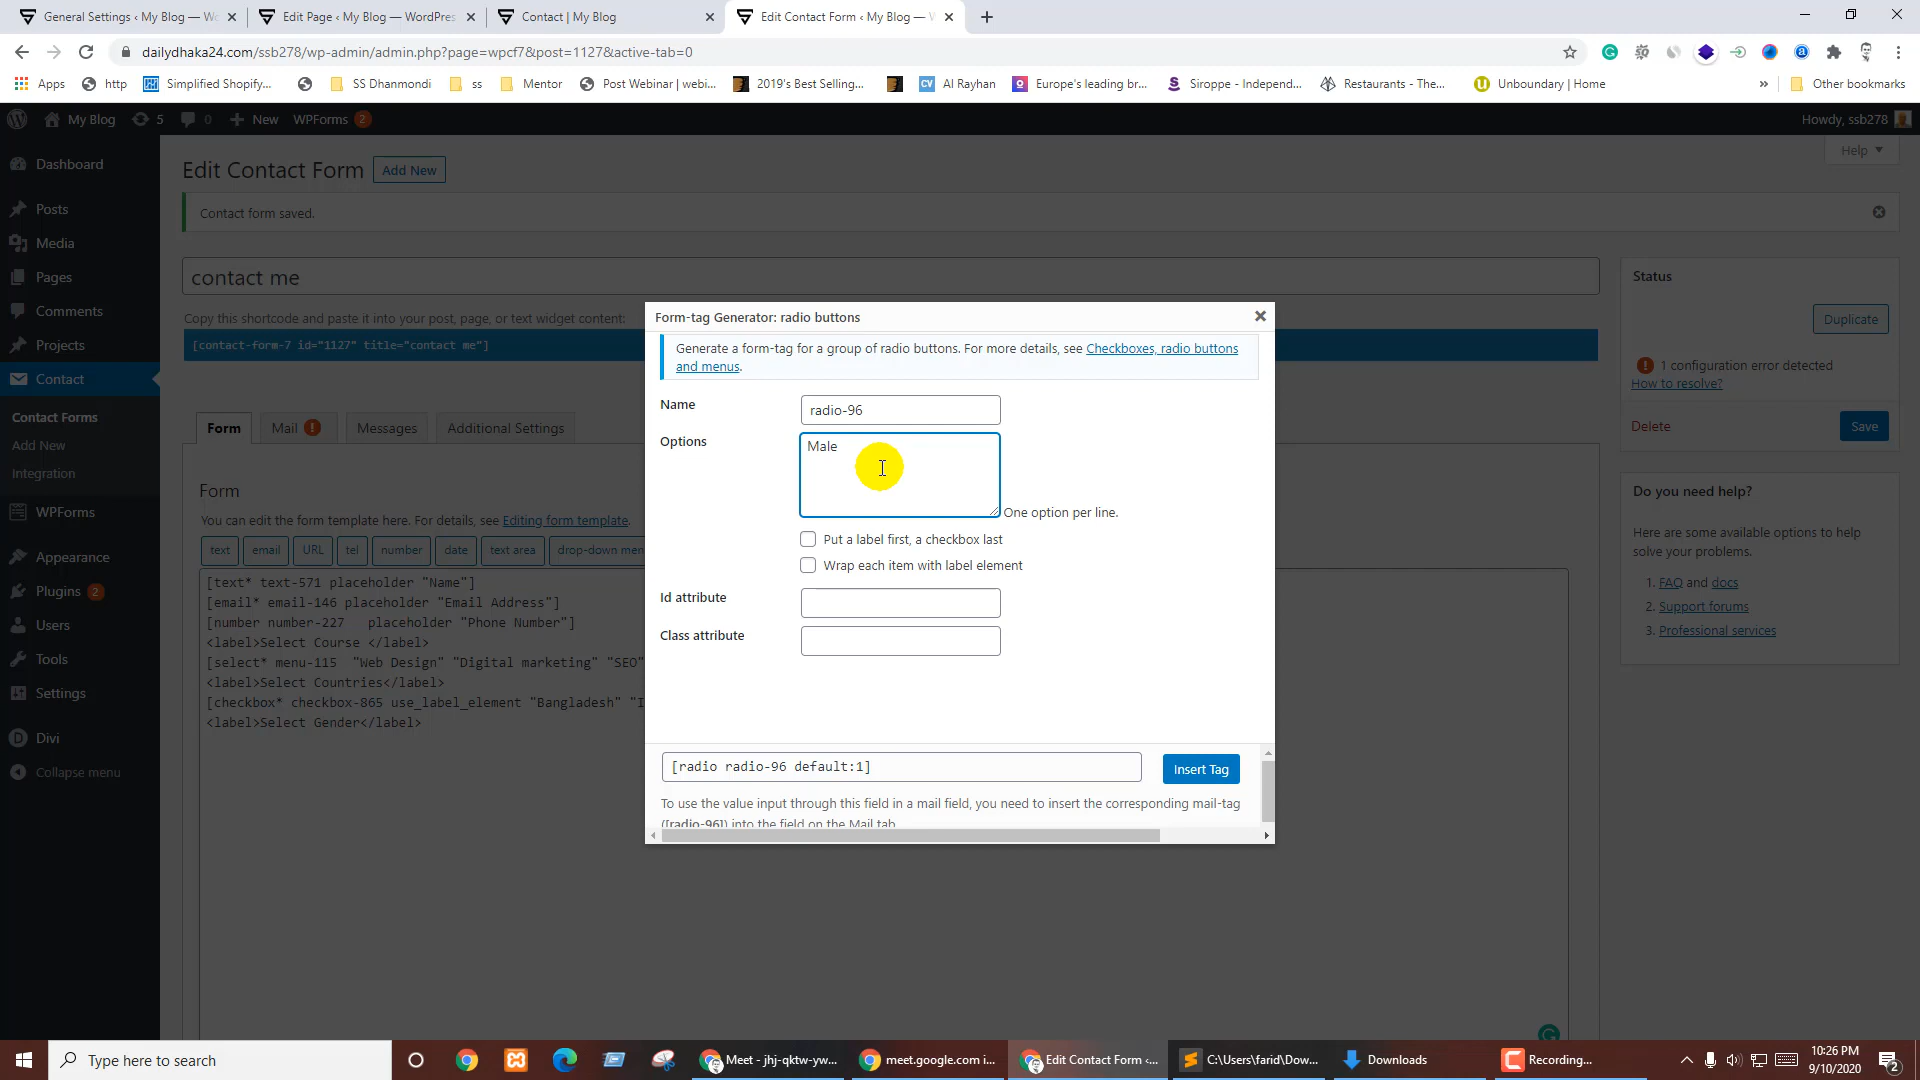 General Settings ‹ My Blog — Wo
Edit Page ‹ My Blog — WordPres
Contact | My Blog
Edit Contact Form ‹ My Blog — W
dailydhaka24.com/ssb278/wp-admin/admin.php?page=wpcf7&post=1127&active-tab=0
Apps
http
Simplified Shopify...
SS Dhanmondi
ss
Mentor
Post Webinar | webi...
2019's Best Selling...
CV
Al Rayhan
Europe's leading br...
Siroppe - Independ...
Restaurants - The...
Unboundary | Home
»
Other bookmarks
My Blog
5
0
New
WPForms 2
Howdy, ssb278
Help
Dashboard
Posts
Media
Pages
Comments
Projects
Contact
Contact Forms
Add New
Integration
WPForms
Appearance
Plugins 2
Users
Tools
Settings
Divi
Collapse menu
Edit Contact Form
Add New
Contact form saved.
contact me
Copy this shortcode and paste it into your post, page, or text widget content:
[contact-form-7 id="1127" title="contact me"]
Form
Mail !
Messages
Additional Settings
Form
You can edit the form template here. For details, see Editing form template.
text
email
URL
tel
number
date
text area
drop-down men
[text* text-571 placeholder "Name"]
[email* email-146 placeholder "Email Address"]
[number number-227 placeholder "Phone Number"]
<label>Select Course </label>
[select* menu-115 "Web Design" "Digital marketing" "SEO"
<label>Select Countries</label>
[checkbox* checkbox-865 use_label_element "Bangladesh" "I
<label>Select Gender</label>
Form-tag Generator: radio buttons
Generate a form-tag for a group of radio buttons. For more details, see Checkboxes, radio buttons
and menus.
Name
radio-96
Options
Male
One option per line.
Put a label first, a checkbox last
Wrap each item with label element
Id attribute
Class attribute
[radio radio-96 default:1]
Insert Tag
To use the value input through this field in a mail field, you need to insert the corresponding mail-tag
([radio-96]) into the field on the Mail tab.
Status
Duplicate
! 1 configuration error detected
How to resolve?
Delete
Save
Do you need help?
Here are some available options to help
solve your problems.
1. FAQ and docs
2. Support forums
3. Professional services
Type here to search
Meet - jhj-qktw-yw...
meet.google.com i...
Edit Contact Form ‹...
C:\Users\farid\Dow...
Downloads
Recording...
10:26 PM
9/10/2020
2